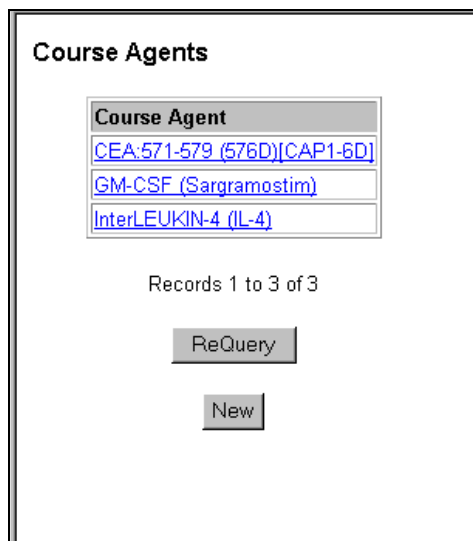 Course Agents
Course Agent
CEA:571-579 (576D)[CAP1-6D]
GM-CSF (Sargramostim)
InterLEUKIN-4 (IL-4)
Records 1 to 3 of 3
ReQuery
New